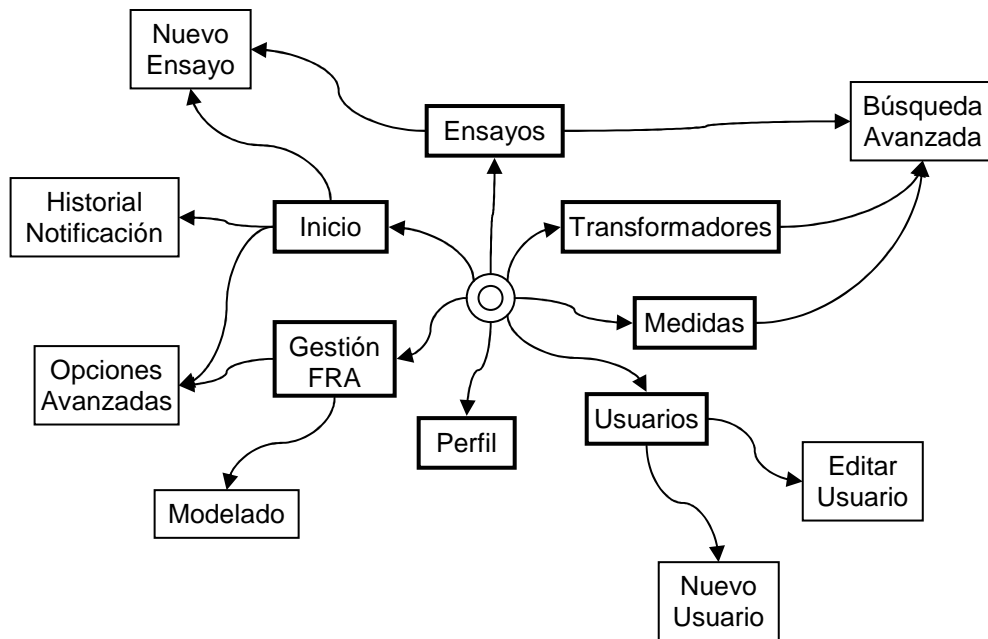 Nuevo
Ensayo
Ensayos
Búsqueda
Avanzada
Historial
Notificación
Inicio
Transformadores
Medidas
Gestión
FRA
Opciones
Avanzadas
Perfil
Usuarios
Editar
Usuario
Modelado
Nuevo
Usuario